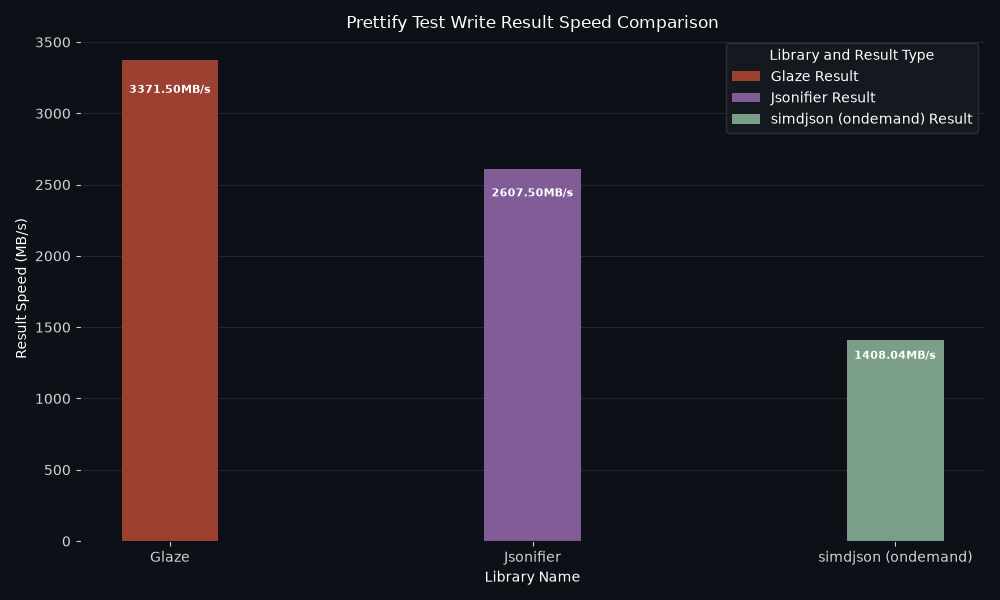 Prettify Test Write Result Speed Comparison
Library and Result Type
Glaze Result
Jsonifier Result
simdjson (ondemand) Result
Result Speed (MB/s)
3500
3000
2500
2000
1500
1000
500
0
3371.50MB/s
2607.50MB/s
1408.04MB/s
Glaze
Jsonifier
simdjson (ondemand)
Library Name